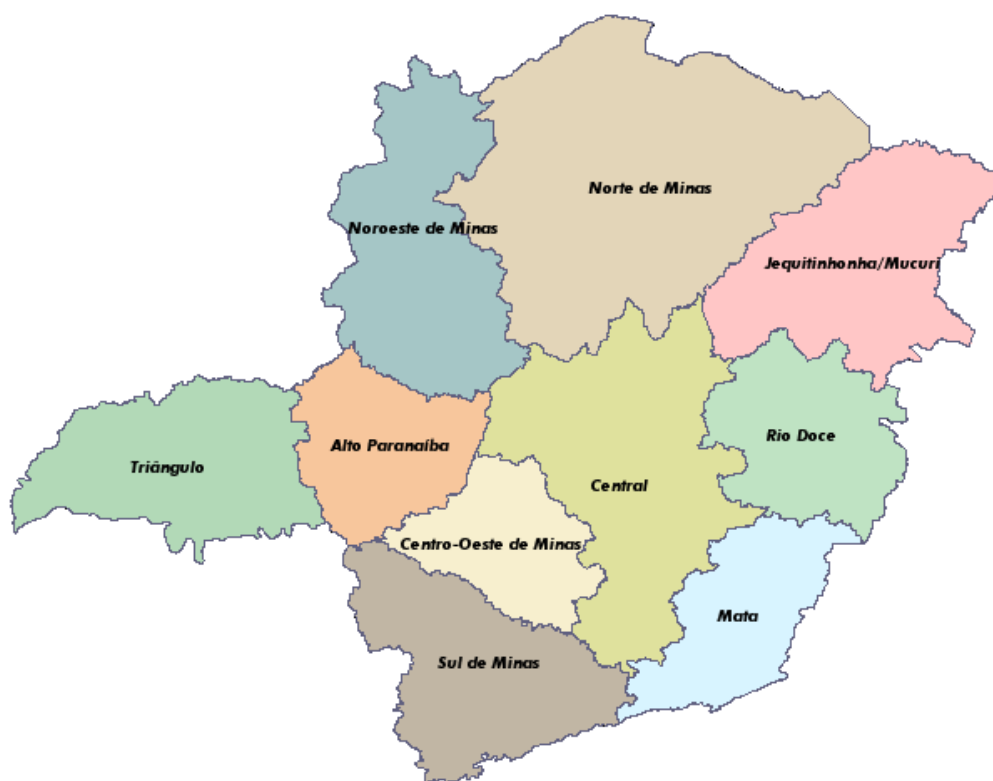 Norte de Minas
Noroeste de Minas
Jequitinhonha/Mucuri
Rio Doce
Alto Paranaíba
Triângulo
Central
Centro-Oeste de Minas
Mata
Sul de Minas